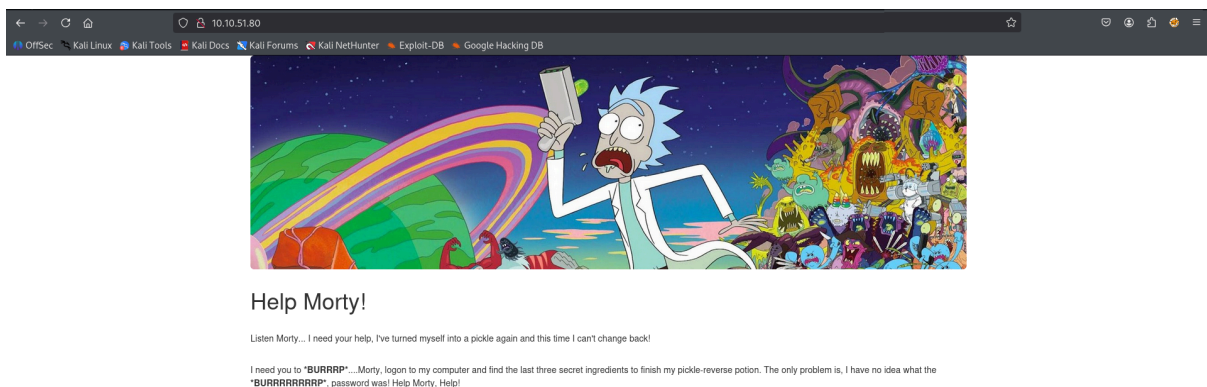 10.10.51.80
OffSec Kali Linux Kali Tools Kali Docs Kali Forums Kali NetHunter Exploit-DB Google Hacking DB
Help Morty!
Listen Morty... I need your help, I've turned myself into a pickle again and this time I can't change back!
I need you to *BURRRP*....Morty, logon to my computer and find the last three secret ingredients to finish my pickle-reverse potion. The only problem is, I have no idea what the
*BURRRRRRRRP*, password was! Help Morty, Help!